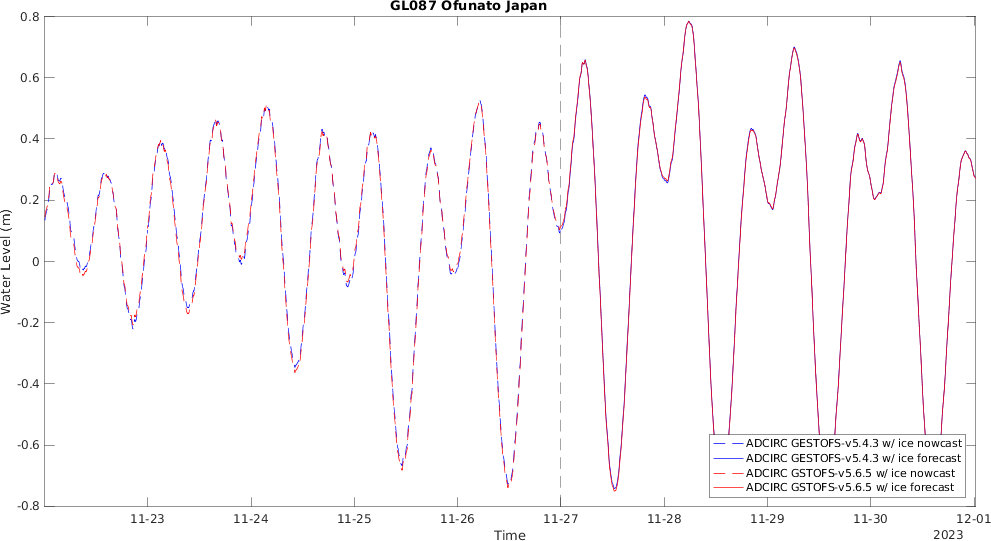 GL087 Ofunato Japan
0.8
0.6
0.4
0.2
0
-0.2
-0.4
-0.6
-0.8
Water Level (m)
ADCIRC GESTOFS-v5.4.3 w/ ice nowcast
ADCIRC GESTOFS-v5.4.3 w/ ice forecast
ADCIRC GSTOFS-v5.6.5 w/ ice nowcast
ADCIRC GSTOFS-v5.6.5 w/ ice forecast
11-23 11-24 11-25 11-26 11-27 11-28 11-29 11-30 12-01
Time
2023